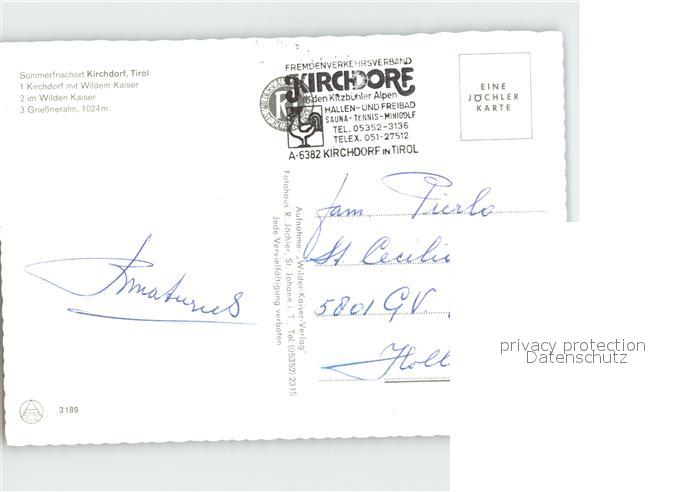 Sommerfrischort Kirchdorf, Tirol
1 Kirchdorf mit Wildem Kaiser
2 im Wilden Kaiser
3 Grießneralm, 1024m
FREMDENVERKEHRSVERBAND
KIRCHDORF
in den Kitzbühler Alpen
HALLEN- UND FREIBAD
SAUNA-TENNIS-MINIGOLF
TEL. 05352-3136
TELEX. 051-27512
A-6382 KIRCHDORF IN TIROL
EINE
JÖCHLER
KARTE
Aufnahme: "Wilder-Kaiser-Verlag"
Fotohaus R. Jöchler, St. Johann i. T., Tel. (05352) 2315
Jede Vervielfältigung verboten
fam.
St Cecilia
5801 GV.
Holl
3189
privacy protection
Datenschutz